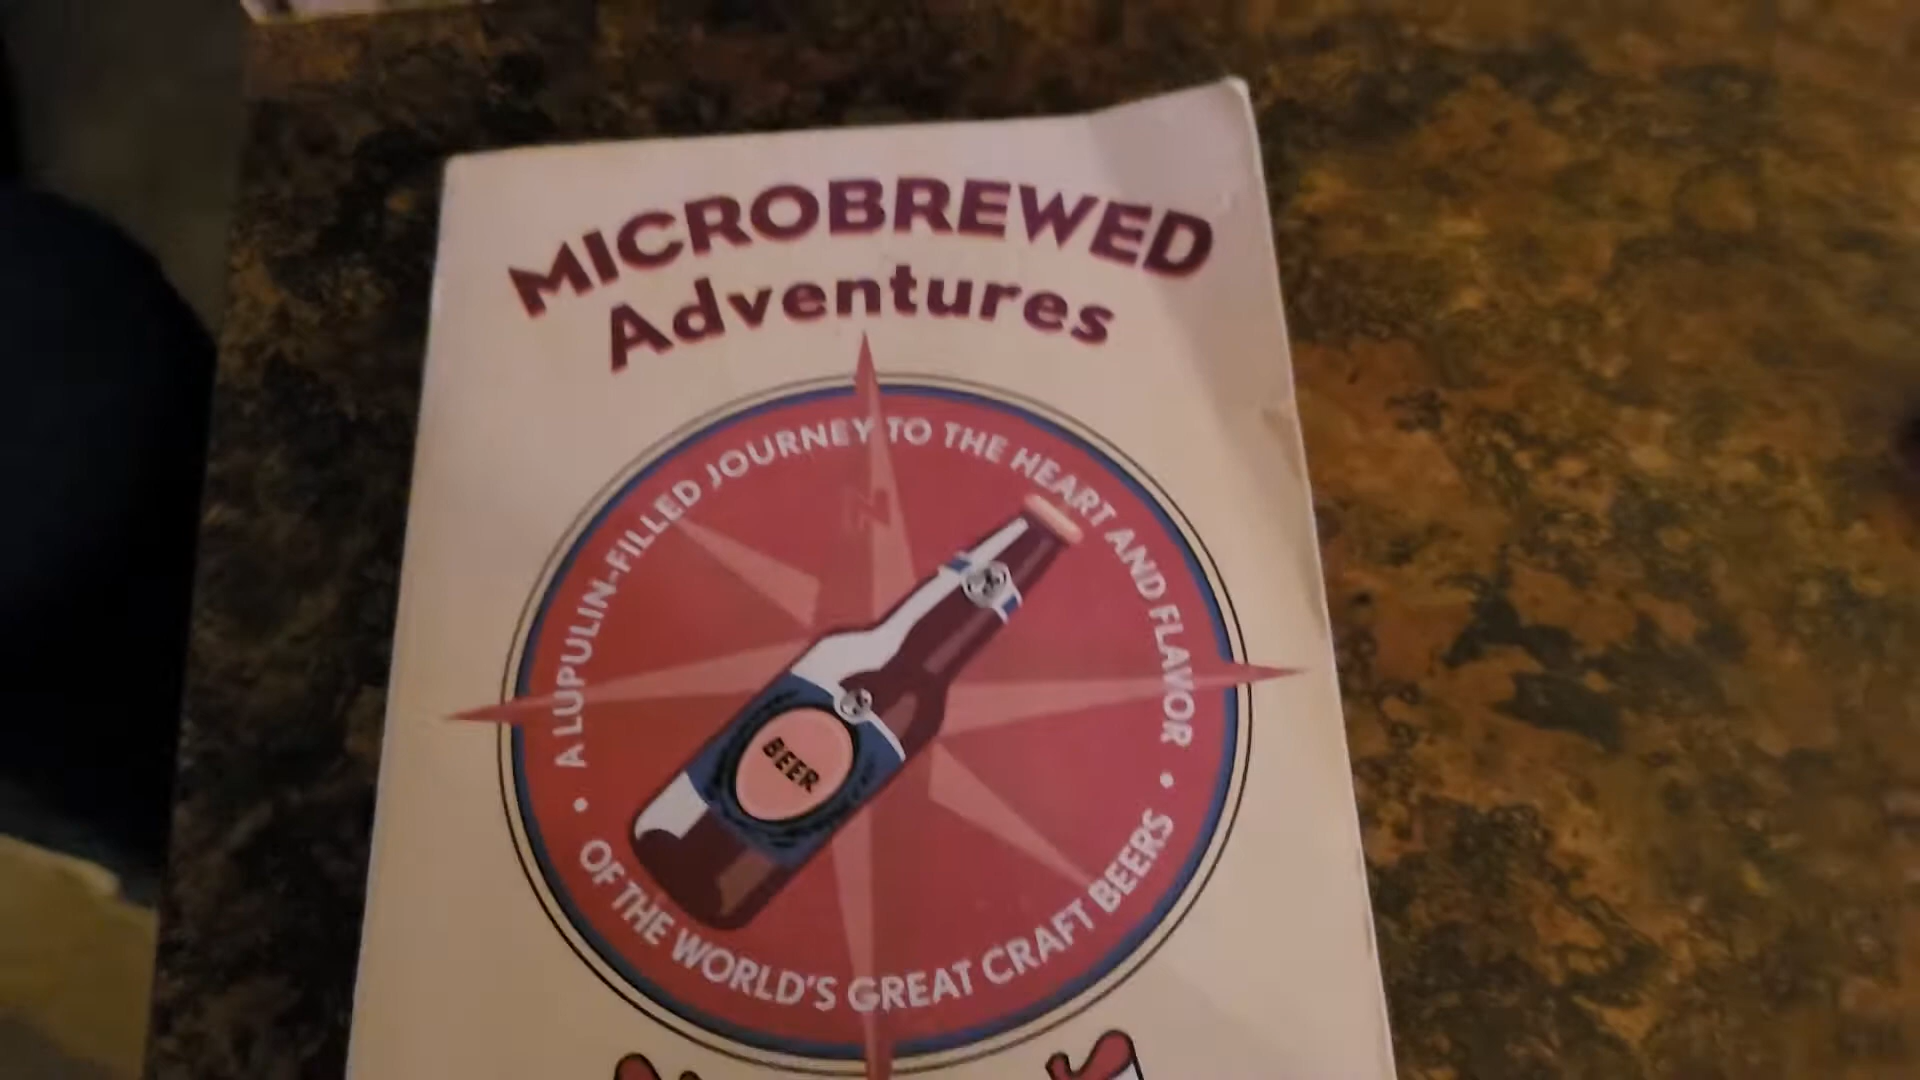 MICROBREWED
Adventures
A LUPULIN-FILLED JOURNEY TO THE HEART AND FLAVOR
• OF THE WORLD'S GREAT CRAFT BEERS •
N
BEER